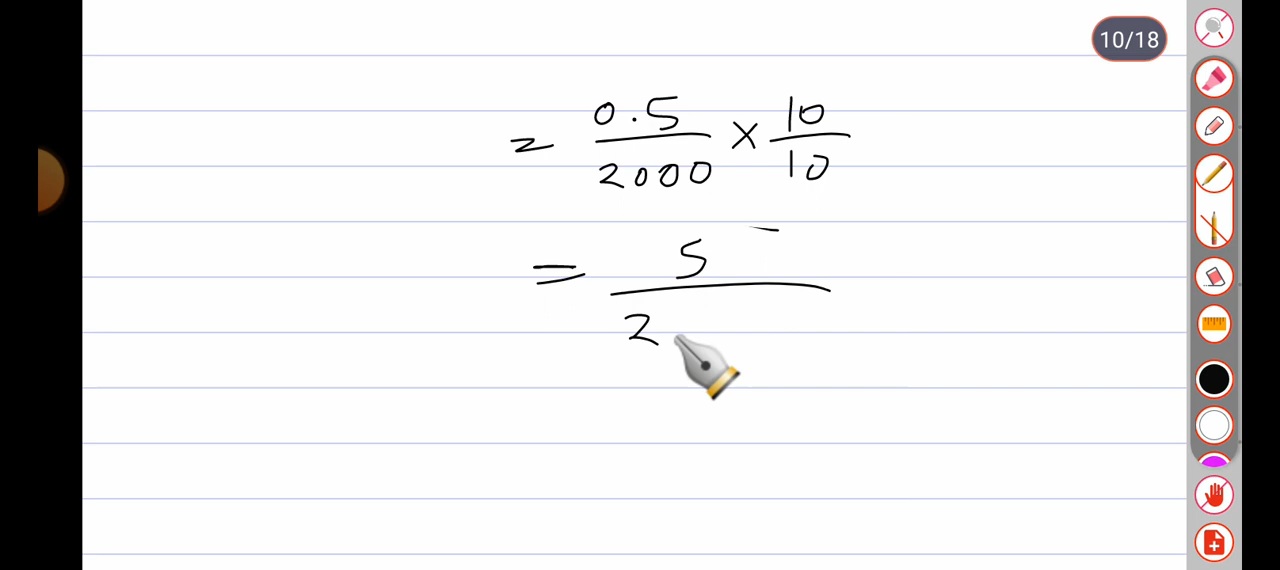 10/18
= 0.5/2000 × 10/10
= 5/2